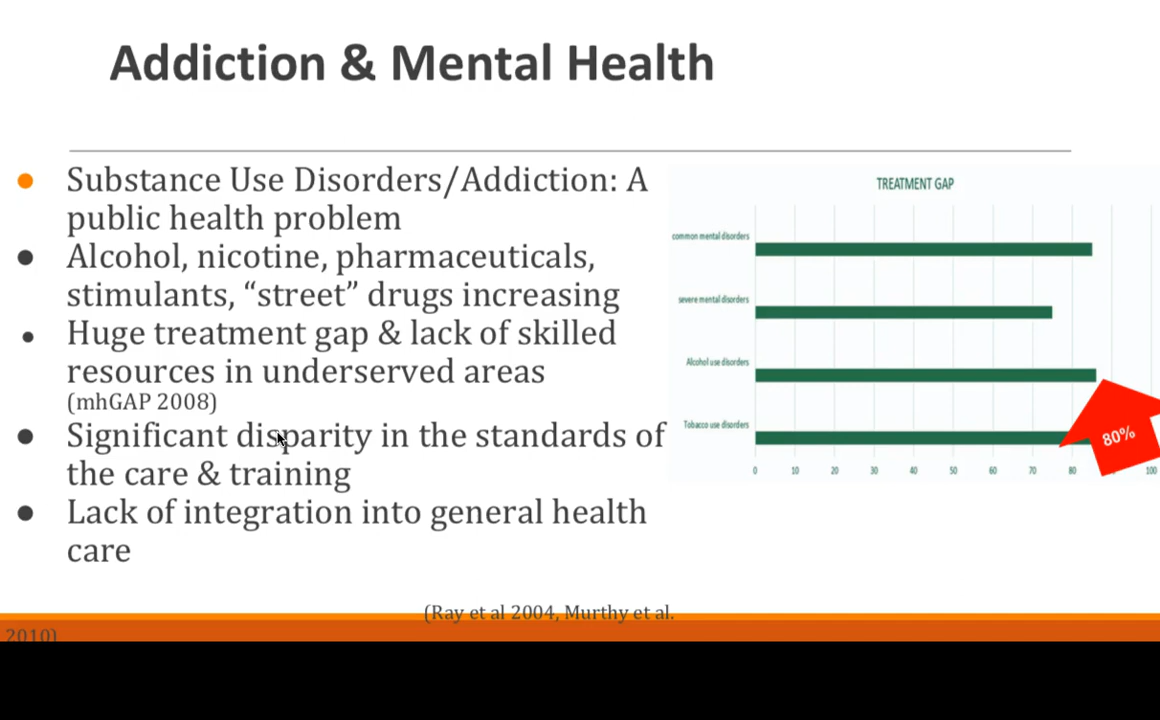 Addiction & Mental Health
Substance Use Disorders/Addiction: A
public health problem
Alcohol, nicotine, pharmaceuticals,
stimulants, “street” drugs increasing
Huge treatment gap & lack of skilled
resources in underserved areas
(mhGAP 2008)
Significant disparity in the standards of
the care & training
Lack of integration into general health
care
(Ray et al 2004, Murthy et al.
2010)
TREATMENT GAP
common mental disorders
severe mental disorders
Alcohol use disorders
Tobacco use disorders
80%
0 10 20 30 40 50 60 70 80 100